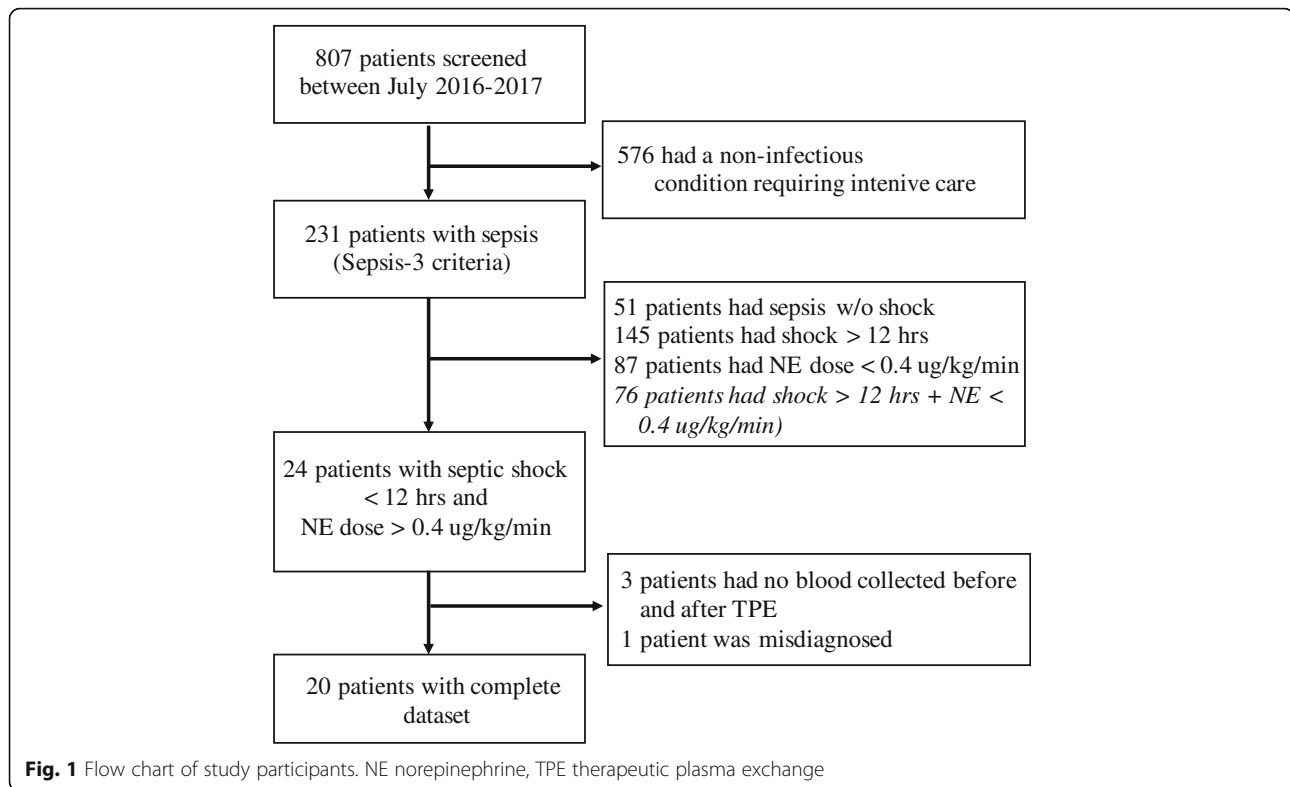 807 patients screened
between July 2016-2017
576 had a non-infectious
condition requiring intenive care
231 patients with sepsis
(Sepsis-3 criteria)
51 patients had sepsis w/o shock
145 patients had shock > 12 hrs
87 patients had NE dose < 0.4 ug/kg/min
76 patients had shock > 12 hrs + NE <
0.4 ug/kg/min)
24 patients with septic shock
< 12 hrs and
NE dose > 0.4 ug/kg/min
3 patients had no blood collected before
and after TPE
1 patient was misdiagnosed
20 patients with complete
dataset
Fig. 1 Flow chart of study participants. NE norepinephrine, TPE therapeutic plasma exchange